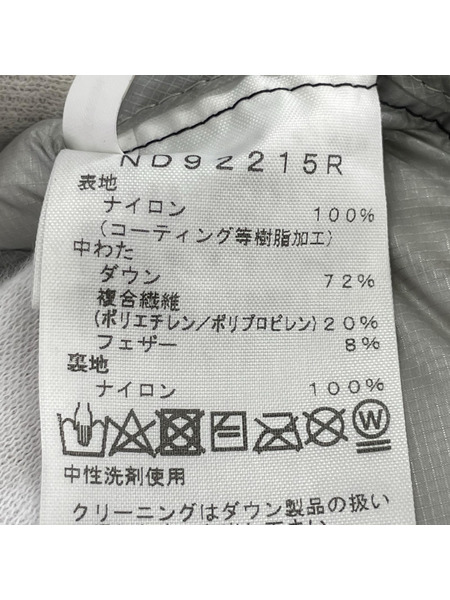 ND92215R
表地
ナイロン 100%
(コーティング等樹脂加工)
中わた
ダウン 72%
複合繊維
(ポリエチレン/ポリプロピレン) 20%
フェザー 8%
裏地
ナイロン 100%
W
中性洗剤使用
クリーニングはダウン製品の扱い